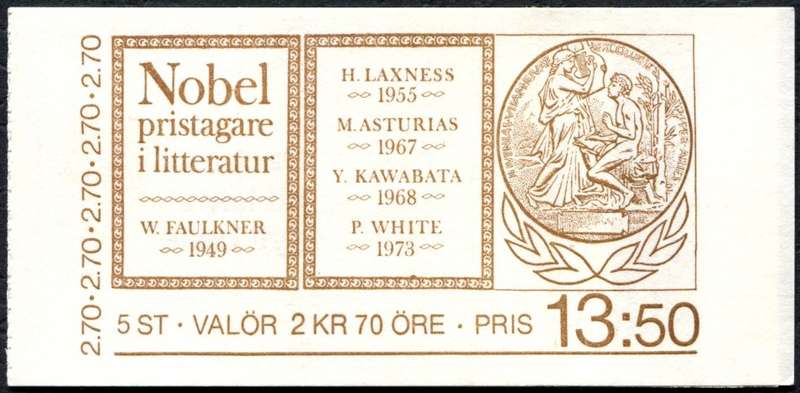 2.70·2.70·2.70·2.70·2.70
Nobel
pristagare
i litteratur
W. FAULKNER
1949
H. LAXNESS
1955
M. ASTURIAS
1967
Y. KAWABATA
1968
P. WHITE
1973
5 ST · VALÖR 2 KR 70 ÖRE · PRIS 13:50